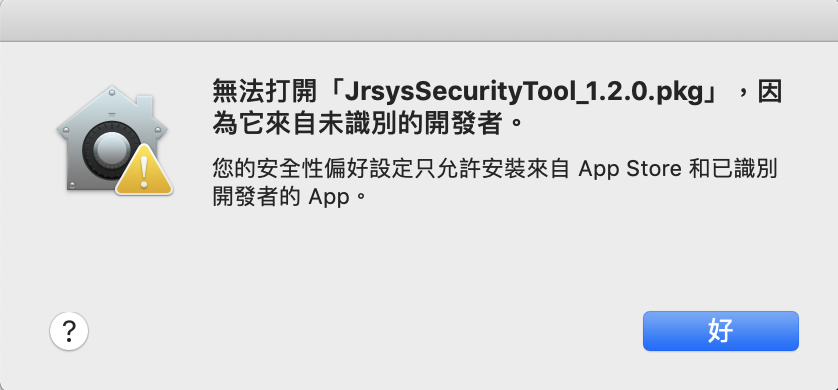 無法打開「JrsysSecurityTool_1.2.0.pkg」，因
為它來自未識別的開發者。
您的安全性偏好設定只允許安裝來自 App Store 和已識別
開發者的 App。
?
好